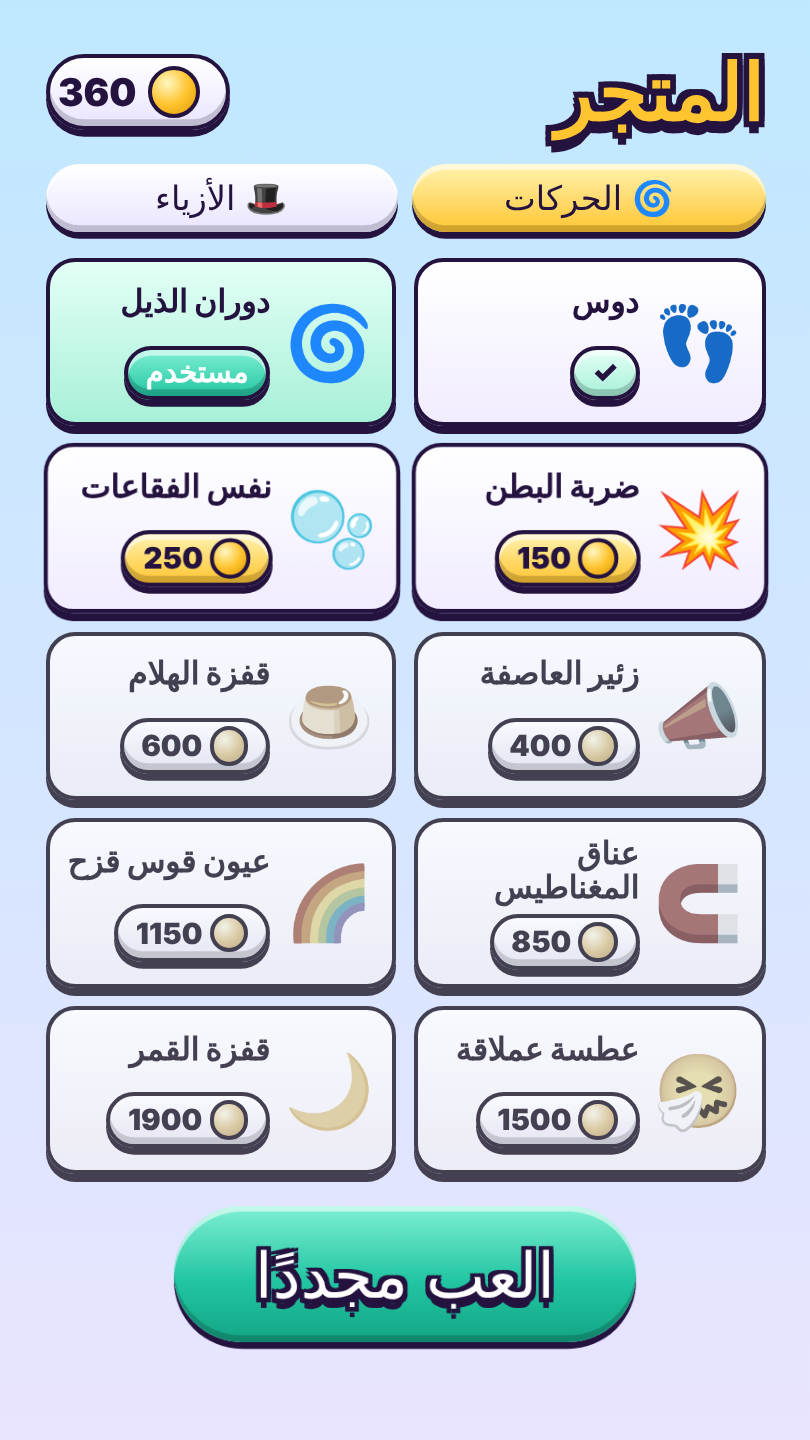 المتجر
360
الحركات
الأزياء
دوس
دوران الذيل
مستخدم
ضربة البطن
150
نفس الفقاعات
250
زئير العاصفة
400
قفزة الهلام
600
عناق
المغناطيس
850
عيون قوس قزح
1150
عطسة عملاقة
1500
قفزة القمر
1900
العب مجددًا